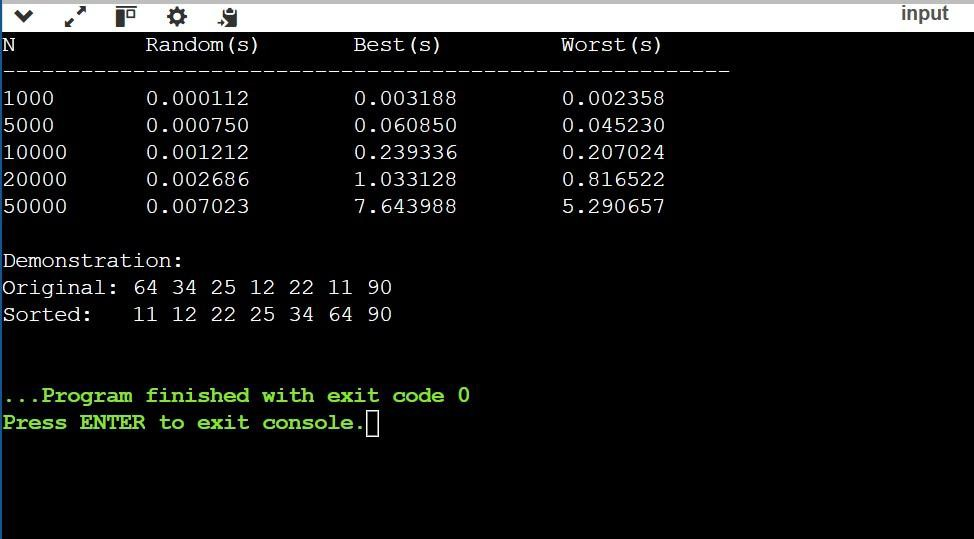 input
N Random(s) Best(s) Worst(s)
--------------------------------------------------------
1000 0.000112 0.003188 0.002358
5000 0.000750 0.060850 0.045230
10000 0.001212 0.239336 0.207024
20000 0.002686 1.033128 0.816522
50000 0.007023 7.643988 5.290657
Demonstration:
Original: 64 34 25 12 22 11 90
Sorted: 11 12 22 25 34 64 90
...Program finished with exit code 0
Press ENTER to exit console.